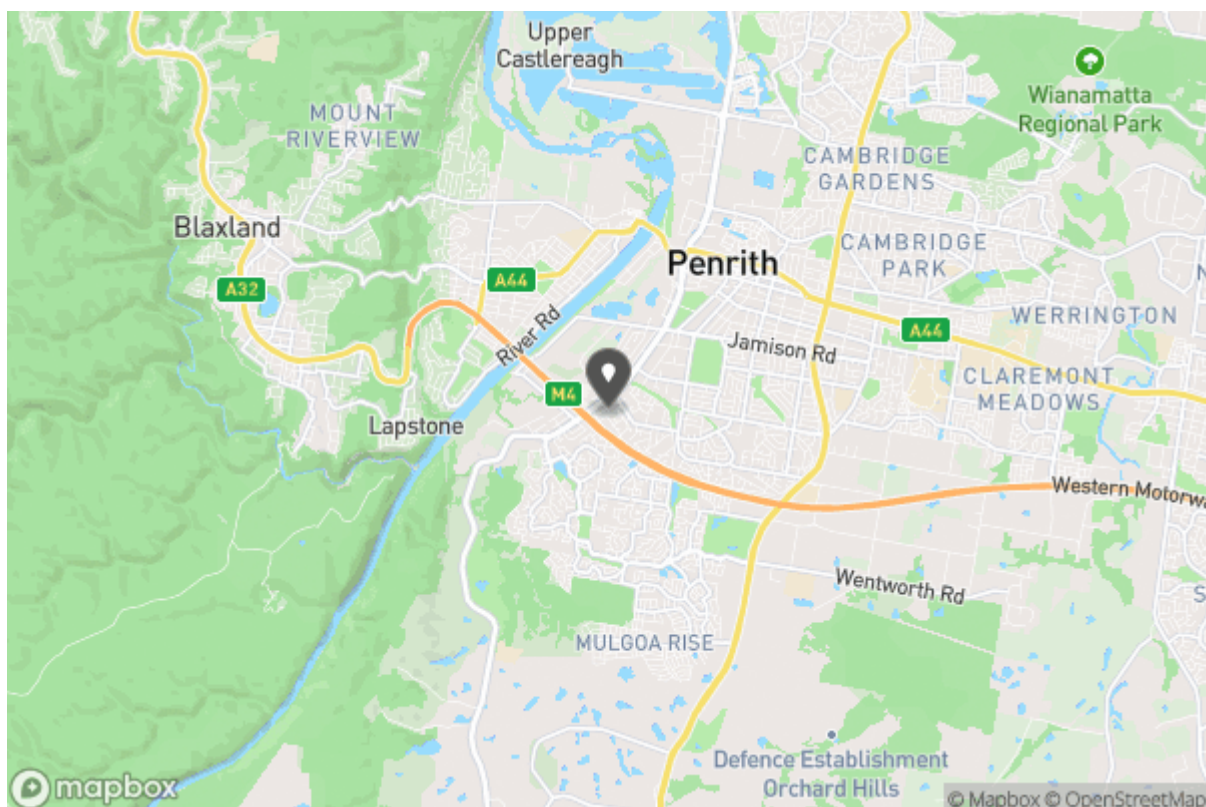 Upper
Castlereagh
Wianamatta
Regional Park
MOUNT
RIVERVIEW
CAMBRIDGE
GARDENS
Blaxland
CAMBRIDGE
PARK
Penrith
A44
A32
River Rd
WERRINGTON
A44
Jamison Rd
CLAREMONT
MEADOWS
M4
Lapstone
Western Motorwa
Wentworth Rd
MULGOA RISE
Defence Establishment
Orchard Hills
mapbox
© Mapbox © OpenStreetMap
N
S